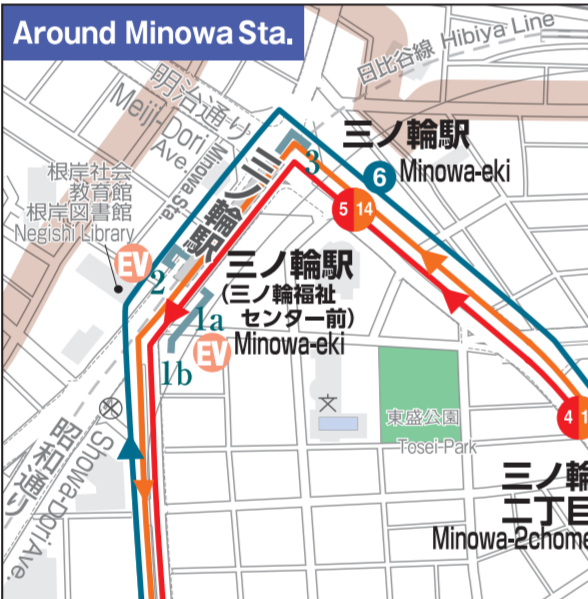 Around Minowa Sta.
日比谷線 Hibiya Line
明治通り
Meiji-Dori
Ave
Minowa Sta
三ノ輪駅
3
三ノ輪駅
Minowa-eki
6
5
14
根岸社会
教育館
根岸図書館
Negishi Library
EV
2
三ノ輪駅
(三ノ輪福祉
センター前)
Minowa-eki
1a
EV
1b
文
東盛公園
Tosei-Park
4
昭和通り
Showa-Dori Ave.
三ノ輪
二丁目
Minowa-2chome